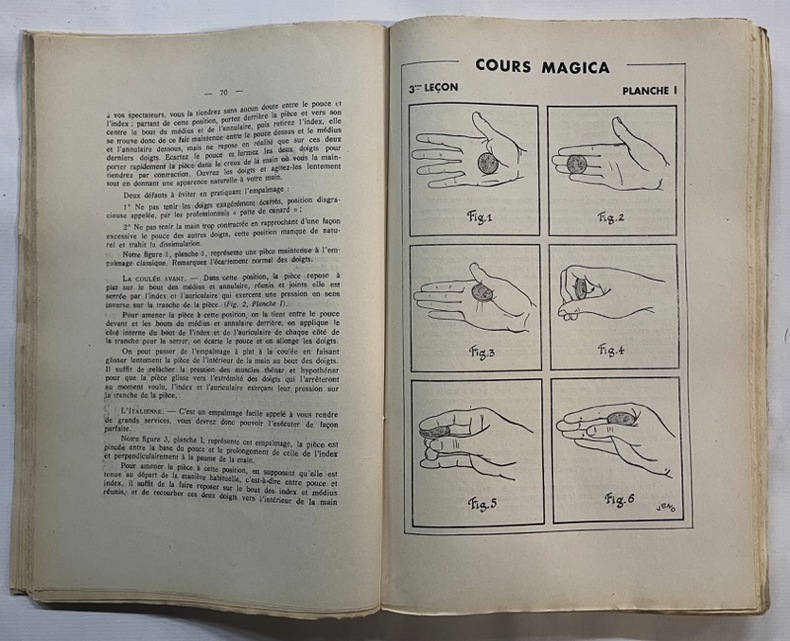 — 70 —
à vos spectateurs, vous la tiendrez sans aucun doute entre le pouce et
l'index ; partant de cette position, portez derrière la pièce et vers son
centre le bout du médius et de l'annulaire, puis retirez l'index, elle
se trouve donc de ce fait maintenue entre le pouce dessus et le médius
et l'annulaire dessous, mais ne repose en réalité que sur ces deux
derniers doigts. Ecartez le pouce et fermez les deux doigts pour
porter rapidement la pièce dans le creux de la main où vous la main-
tiendrez par contraction. Ouvrez les doigts et agitez-les lentement
tout en donnant une apparence naturelle à votre main.
Deux défauts à éviter en pratiquant l'empalmage :
1° Ne pas tenir les doigts exagérément écartés, position disgra-
cieuse appelée, par les professionnels « patte de canard » ;
2° Ne pas tenir la main trop contractée en rapprochant d'une façon
excessive le pouce des autres doigts, cette position manque de natu-
rel et trahit la dissimulation.
Notre figure 1, planche 1, représente une pièce maintenue à l'em-
palmage classique. Remarquez l'écartement normal des doigts.
LA COULÉE AVANT. — Dans cette position, la pièce repose à
plat sur le bout des médius et annulaire, réunis et joints elle est
serrée par l'index et l'auriculaire qui exercent une pression en sens
inverse sur la tranche de la pièce. (Fig. 2, Planche I).
Pour amener la pièce à cette position, on la tient entre le pouce
devant et les bouts du médius et annulaire derrière, on applique le
côté interne du bout de l'index et de l'auriculaire de chaque côté de
la tranche pour la serrer, on écarte le pouce et on allonge les doigts.
On peut passer de l'empalmage à plat à la coulée en faisant
glisser lentement la pièce de l'intérieur de la main au bout des doigts.
Il suffit de relâcher la pression des muscles thénar et hypothénar
pour que la pièce glisse vers l'extrémité des doigts qui l'arrêteront
au moment voulu, l'index et l'auriculaire exerçant leur pression sur
la tranche de la pièce.
L'ITALIENNE. — C'est un empalmage facile appelé à vous rendre
de grands services, vous devrez donc pouvoir l'exécuter de façon
parfaite.
Notre figure 3, planche I, représente cet empalmage, la pièce est
pincée entre la base du pouce et le prolongement de celle de l'index
et perpendiculairement à la paume de la main.
Pour amener la pièce à cette position, en supposant qu'elle est
tenue au départ de la manière habituelle, c'est-à-dire entre pouce et
index, il suffit de la faire reposer sur le bout des index et médius
réunis, et de recourber ces deux doigts vers l'intérieur de la main
COURS MAGICA
3ème LEÇON
PLANCHE I
Fig.1
Fig.2
Fig.3
Fig.4
Fig.5
Fig.6